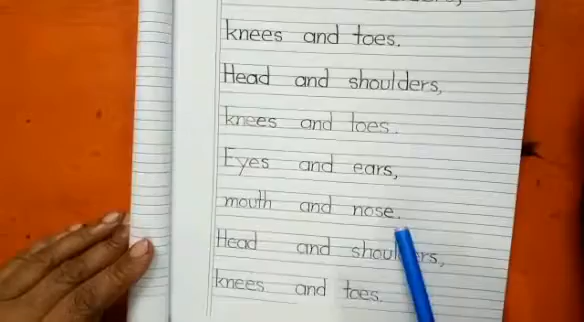 knees and toes.
Head and shoulders,
knees and toes.
Eyes and ears,
mouth and nose.
Head and shoulders,
knees and toes.